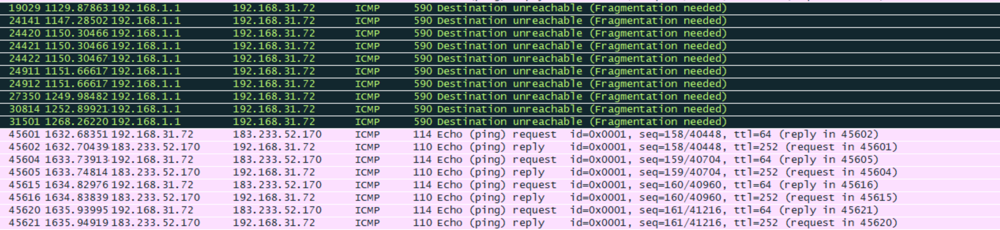 19029 1129.87863 192.168.1.1 192.168.31.72 ICMP 590 Destination unreachable (Fragmentation needed)
24141 1147.28502 192.168.1.1 192.168.31.72 ICMP 590 Destination unreachable (Fragmentation needed)
24420 1150.30466 192.168.1.1 192.168.31.72 ICMP 590 Destination unreachable (Fragmentation needed)
24421 1150.30466 192.168.1.1 192.168.31.72 ICMP 590 Destination unreachable (Fragmentation needed)
24422 1150.30467 192.168.1.1 192.168.31.72 ICMP 590 Destination unreachable (Fragmentation needed)
24911 1151.66617 192.168.1.1 192.168.31.72 ICMP 590 Destination unreachable (Fragmentation needed)
24912 1151.66617 192.168.1.1 192.168.31.72 ICMP 590 Destination unreachable (Fragmentation needed)
27350 1249.98482 192.168.1.1 192.168.31.72 ICMP 590 Destination unreachable (Fragmentation needed)
30814 1252.89921 192.168.1.1 192.168.31.72 ICMP 590 Destination unreachable (Fragmentation needed)
31501 1268.26220 192.168.1.1 192.168.31.72 ICMP 590 Destination unreachable (Fragmentation needed)
45601 1632.68351 192.168.31.72 183.233.52.170 ICMP 114 Echo (ping) request id=0x0001, seq=158/40448, ttl=64 (reply in 45602)
45602 1632.70439 183.233.52.170 192.168.31.72 ICMP 110 Echo (ping) reply id=0x0001, seq=158/40448, ttl=252 (request in 45601)
45604 1633.73913 192.168.31.72 183.233.52.170 ICMP 114 Echo (ping) request id=0x0001, seq=159/40704, ttl=64 (reply in 45605)
45605 1633.74814 183.233.52.170 192.168.31.72 ICMP 110 Echo (ping) reply id=0x0001, seq=159/40704, ttl=252 (request in 45604)
45615 1634.82976 192.168.31.72 183.233.52.170 ICMP 114 Echo (ping) request id=0x0001, seq=160/40960, ttl=64 (reply in 45616)
45616 1634.83839 183.233.52.170 192.168.31.72 ICMP 110 Echo (ping) reply id=0x0001, seq=160/40960, ttl=252 (request in 45615)
45620 1635.93995 192.168.31.72 183.233.52.170 ICMP 114 Echo (ping) request id=0x0001, seq=161/41216, ttl=64 (reply in 45621)
45621 1635.94919 183.233.52.170 192.168.31.72 ICMP 110 Echo (ping) reply id=0x0001, seq=161/41216, ttl=252 (request in 45620)